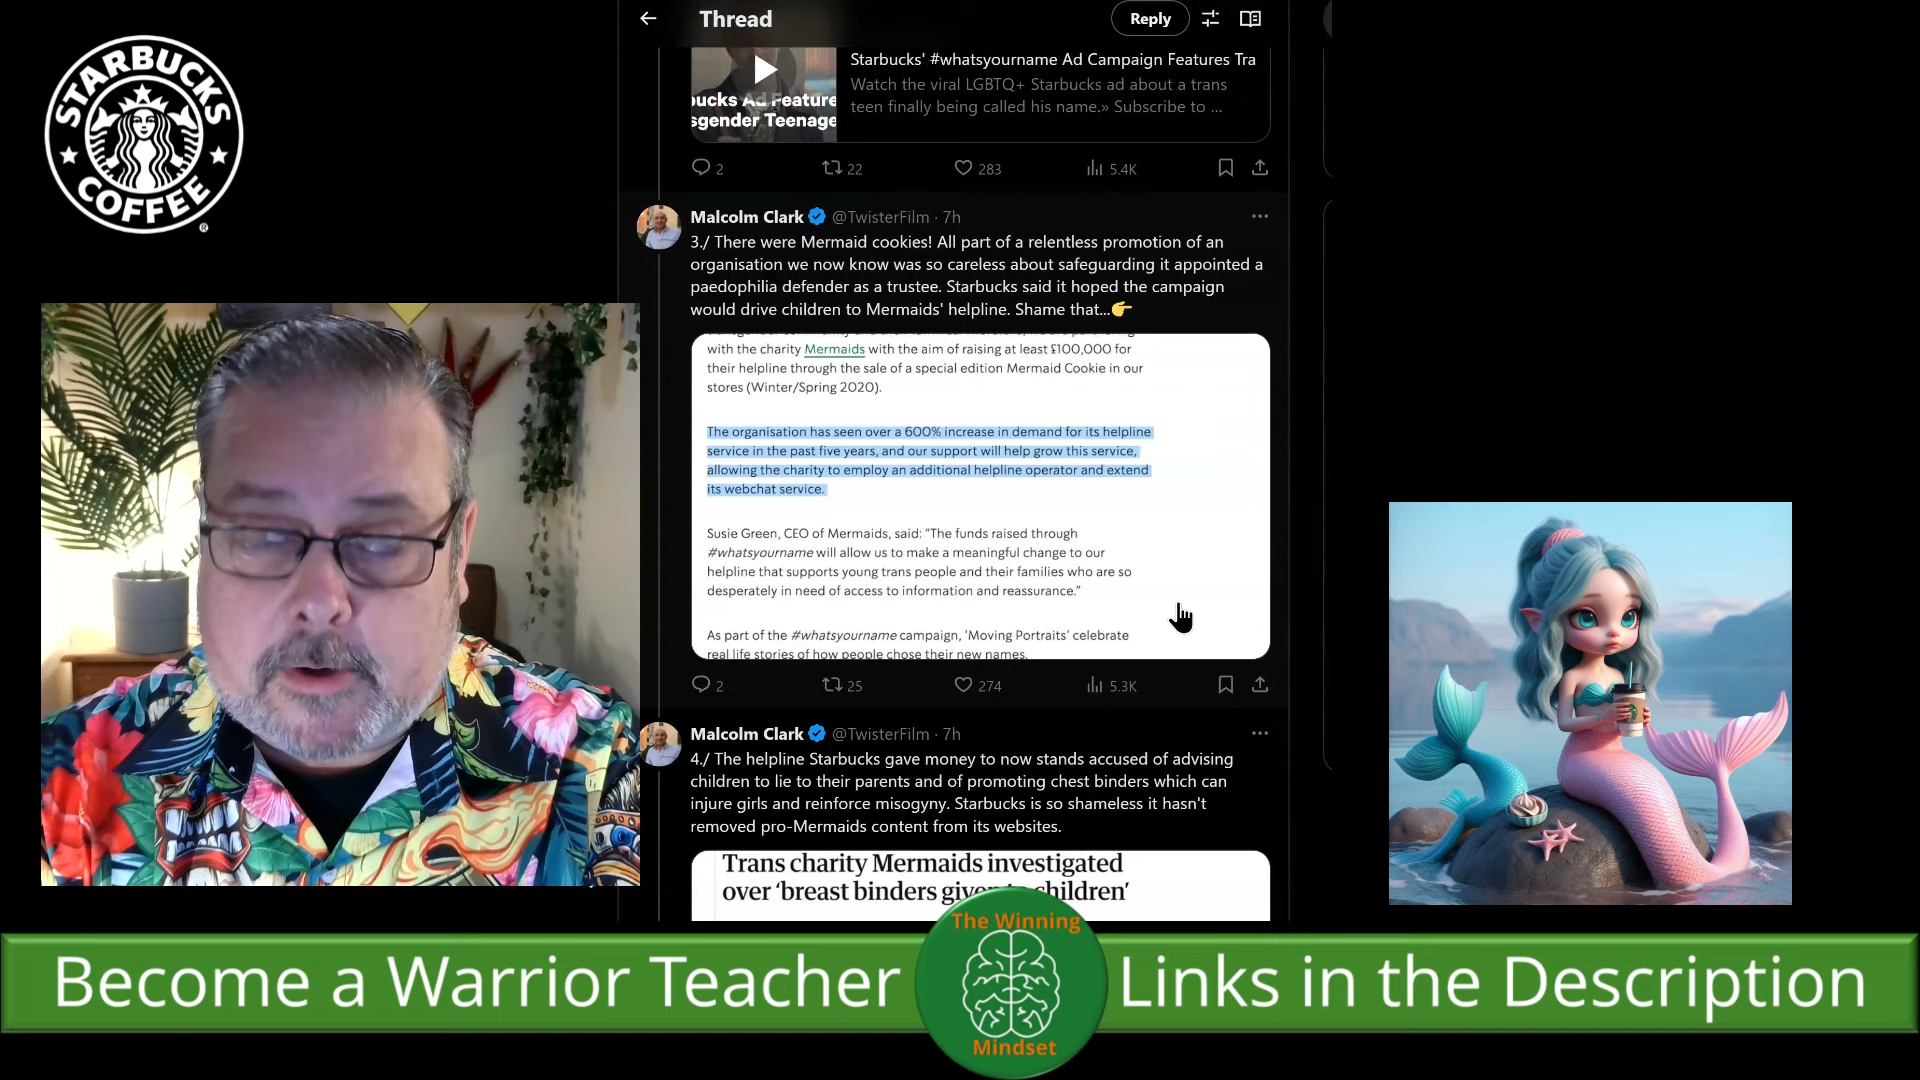 STARBUCKS
COFFEE
®
Thread
Reply
Starbucks' #whatsyourname Ad Campaign Features Tra
Watch the viral LGBTQ+ Starbucks ad about a trans
teen finally being called his name.» Subscribe to ...
bucks Ad Feature
sgender Teenage
2 22 283 5.4K
Malcolm Clark @TwisterFilm · 7h
3./ There were Mermaid cookies! All part of a relentless promotion of an
organisation we now know was so careless about safeguarding it appointed a
paedophilia defender as a trustee. Starbucks said it hoped the campaign
would drive children to Mermaids' helpline. Shame that...👉
with the charity Mermaids with the aim of raising at least £100,000 for
their helpline through the sale of a special edition Mermaid Cookie in our
stores (Winter/Spring 2020).
The organisation has seen over a 600% increase in demand for its helpline
service in the past five years, and our support will help grow this service,
allowing the charity to employ an additional helpline operator and extend
its webchat service.
Susie Green, CEO of Mermaids, said: “The funds raised through
#whatsyourname will allow us to make a meaningful change to our
helpline that supports young trans people and their families who are so
desperately in need of access to information and reassurance.”
As part of the #whatsyourname campaign, ‘Moving Portraits’ celebrate
real life stories of how people chose their new names.
2 25 274 5.3K
Malcolm Clark @TwisterFilm · 7h
4./ The helpline Starbucks gave money to now stands accused of advising
children to lie to their parents and of promoting chest binders which can
injure girls and reinforce misogyny. Starbucks is so shameless it hasn't
removed pro-Mermaids content from its websites.
Trans charity Mermaids investigated
over ‘breast binders given to children’
Become a Warrior Teacher
The Winning
Mindset
Links in the Description